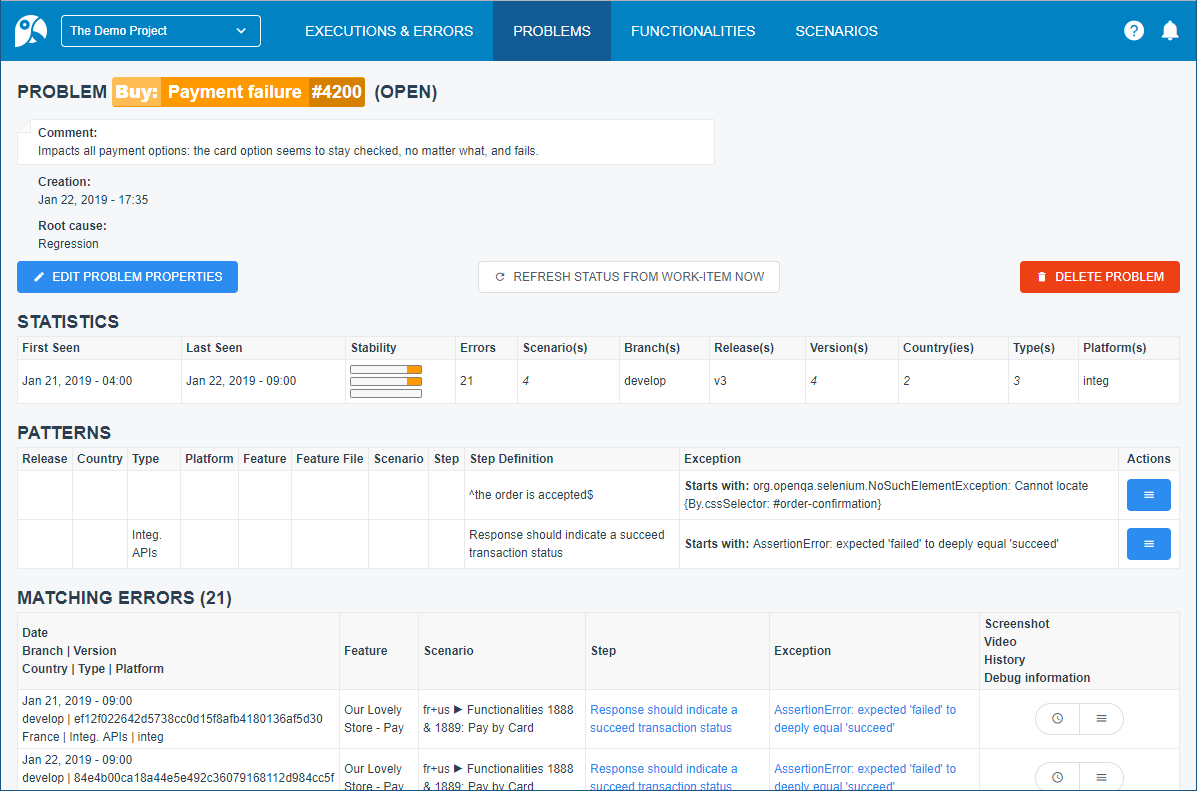 The Demo Project
EXECUTIONS & ERRORS
PROBLEMS
FUNCTIONALITIES
SCENARIOS
?
PROBLEM Buy: Payment failure #4200 (OPEN)
Comment:
Impacts all payment options: the card option seems to stay checked, no matter what, and fails.
Creation:
Jan 22, 2019 - 17:35
Root cause:
Regression
EDIT PROBLEM PROPERTIES
REFRESH STATUS FROM WORK-ITEM NOW
DELETE PROBLEM
STATISTICS
First Seen Last Seen Stability Errors Scenario(s) Branch(s) Release(s) Version(s) Country(ies) Type(s) Platform(s)
Jan 21, 2019 - 04:00 Jan 22, 2019 - 09:00 21 4 develop v3 4 2 3 integ
PATTERNS
Release Country Type Platform Feature Feature File Scenario Step Step Definition Exception Actions
^the order is accepted$
Starts with: org.openqa.selenium.NoSuchElementException: Cannot locate
{By.cssSelector: #order-confirmation}
Integ.
APIs
Response should indicate a succeed
transaction status
Starts with: AssertionError: expected 'failed' to deeply equal 'succeed'
MATCHING ERRORS (21)
Date
Branch | Version
Country | Type | Platform
Feature
Scenario
Step
Exception
Screenshot
Video
History
Debug information
Jan 21, 2019 - 09:00
develop | ef12f022642d5738cc0d15f8afb4180136af5d30
France | Integ. APIs | integ
Our Lovely
Store - Pay
fr+us ▶ Functionalities 1888
& 1889: Pay by Card
Response should indicate a
succeed transaction status
AssertionError: expected 'failed' to
deeply equal 'succeed'
Jan 22, 2019 - 09:00
develop | 84e4b00ca18a44e5e492c36079168112d984cc5f
Our Lovely
Store - Pay
fr+us ▶ Functionalities 1888
& 1889: Pay by Card
Response should indicate a
succeed transaction status
AssertionError: expected 'failed' to
deeply equal 'succeed'